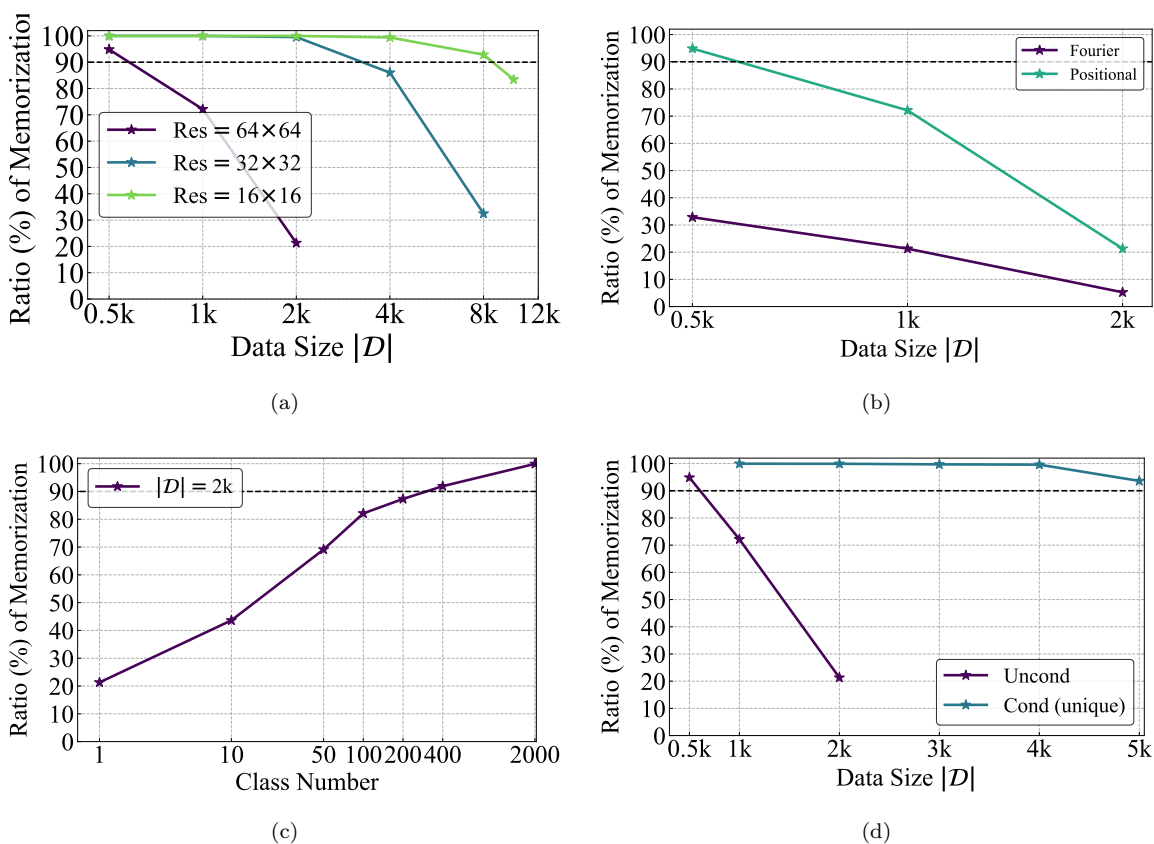 Ratio (%) of Memorization
100
90
80
70
60
50
40
30
20
10
0
Res = 64×64
Res = 32×32
Res = 16×16
0.5k 1k 2k 4k 8k 12k
Data Size |𝒟|
(a)
Ratio (%) of Memorization
100
90
80
70
60
50
40
30
20
10
0
Fourier
Positional
0.5k 1k 2k
Data Size |𝒟|
(b)
Ratio (%) of Memorization
100
90
80
70
60
50
40
30
20
10
0
|𝒟| = 2k
1 10 50 100 200 400 2000
Class Number
(c)
Ratio (%) of Memorization
100
90
80
70
60
50
40
30
20
10
0
Uncond
Cond (unique)
0.5k 1k 2k 3k 4k 5k
Data Size |𝒟|
(d)